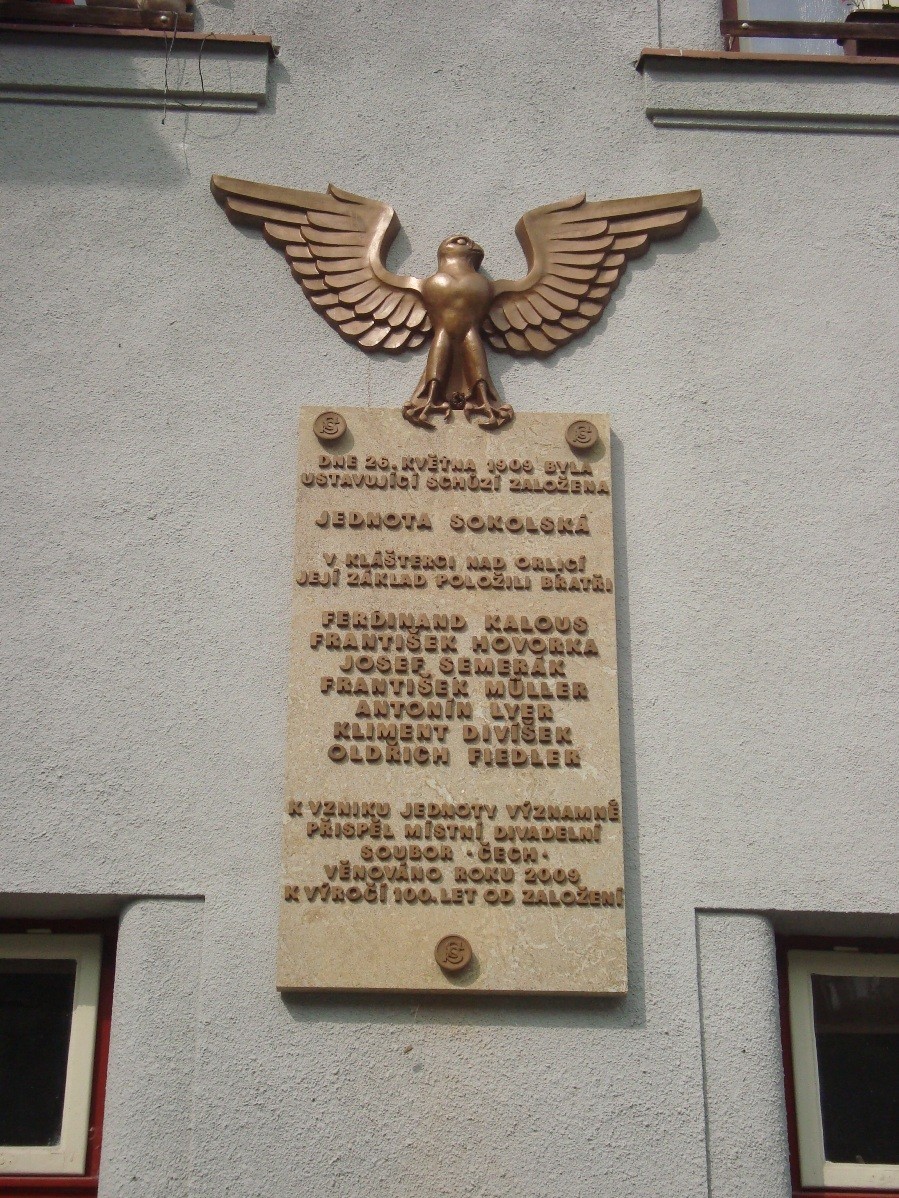 DNE 26. KVĚTNA 1909 BYLA
USTAVUJÍCÍ SCHŮZÍ ZALOŽENA
JEDNOTA SOKOLSKÁ
V KLÁŠTERCI NAD ORLICÍ
JEJÍ ZÁKLAD POLOŽILI BRATŘI
FERDINAND KALOUS
FRANTIŠEK HOVORKA
JOSEF SEMERÁK
FRANTIŠEK MÜLLER
ANTONÍN LVER
KLIMENT DIVÍŠEK
OLDŘICH FIEDLER
K VZNIKU JEDNOTY VÝZNAMNĚ
PŘISPĚL MÍSTNÍ DIVADELNÍ
SOUBOR •ČECH•
VĚNOVÁNO ROKU 2009
K VÝROČÍ 100.LET OD ZALOŽENÍ